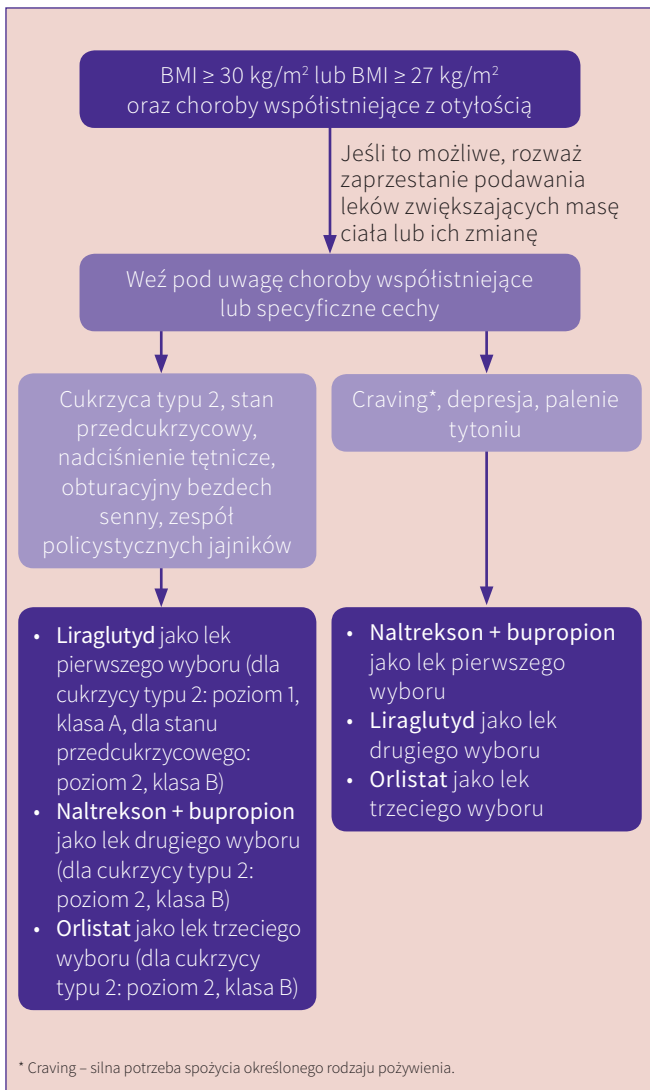 BMI ≥ 30 kg/m² lub BMI ≥ 27 kg/m²
oraz choroby współistniejące z otyłością
Jeśli to możliwe, rozważ
zaprzestanie podawania
leków zwiększających masę
ciała lub ich zmianę
Weź pod uwagę choroby współistniejące
lub specyficzne cechy
Cukrzyca typu 2, stan
przedcukrzycowy,
nadciśnienie tętnicze,
obturacyjny bezdech
senny, zespół
policystycznych jajników
Craving*, depresja, palenie
tytoniu
• Liraglutyd jako lek
pierwszego wyboru (dla
cukrzycy typu 2: poziom 1,
klasa A, dla stanu
przedcukrzycowego:
poziom 2, klasa B)
• Naltrekson + bupropion
jako lek drugiego wyboru
(dla cukrzycy typu 2:
poziom 2, klasa B)
• Orlistat jako lek trzeciego
wyboru (dla cukrzycy
typu 2: poziom 2, klasa B)
• Naltrekson + bupropion
jako lek pierwszego
wyboru
• Liraglutyd jako lek
drugiego wyboru
• Orlistat jako lek
trzeciego wyboru
* Craving – silna potrzeba spożycia określonego rodzaju pożywienia.